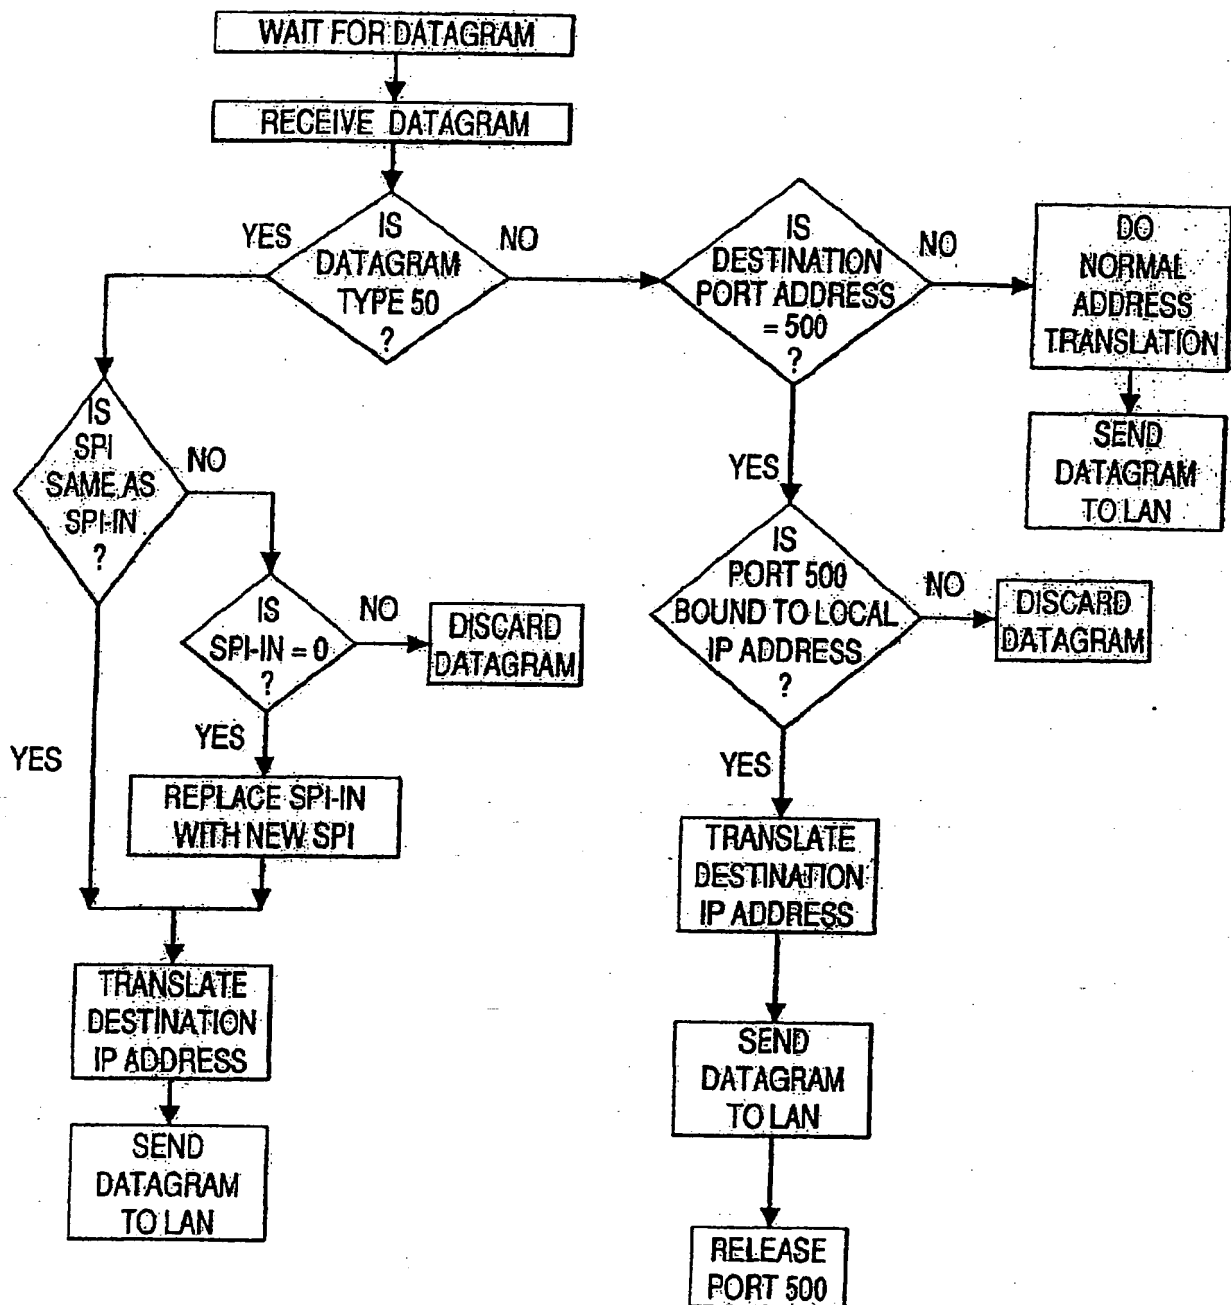 WAIT FOR DATAGRAM
RECEIVE DATAGRAM
IS
DATAGRAM
TYPE 50
?
YES
NO
IS
DESTINATION
PORT ADDRESS
= 500
?
NO
DO
NORMAL
ADDRESS
TRANSLATION
SEND
DATAGRAM
TO LAN
IS
SPI
SAME AS
SPI-IN
?
NO
YES
IS
SPI-IN = 0
?
NO
DISCARD
DATAGRAM
YES
REPLACE SPI-IN
WITH NEW SPI
TRANSLATE
DESTINATION
IP ADDRESS
SEND
DATAGRAM
TO LAN
YES
IS
PORT 500
BOUND TO LOCAL
IP ADDRESS
?
NO
DISCARD
DATAGRAM
YES
TRANSLATE
DESTINATION
IP ADDRESS
SEND
DATAGRAM
TO LAN
RELEASE
PORT 500